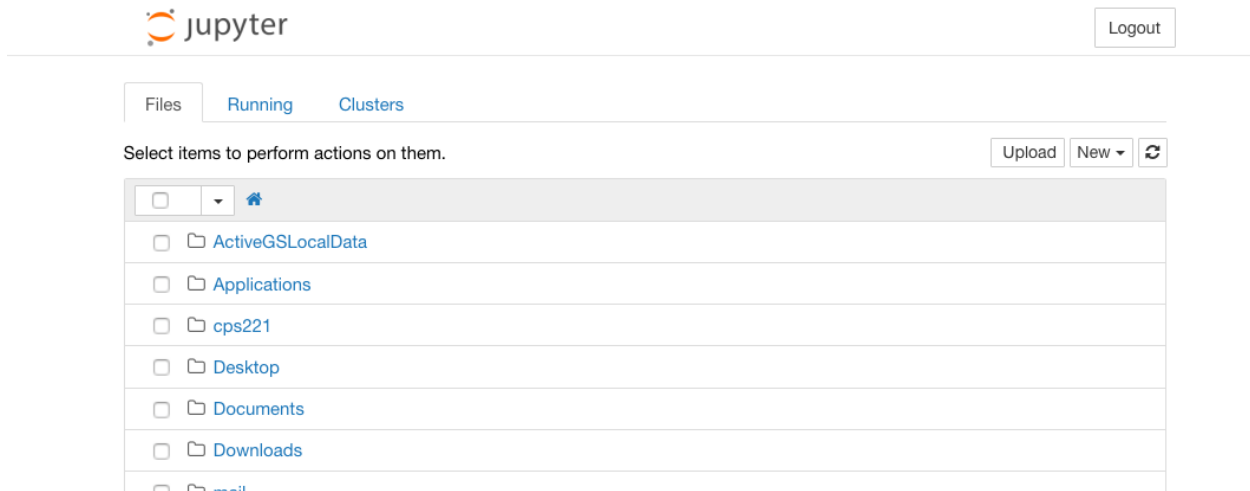 jupyter
Logout
Files Running Clusters
Select items to perform actions on them.
Upload New
ActiveGSLocalData
Applications
cps221
Desktop
Documents
Downloads
mail